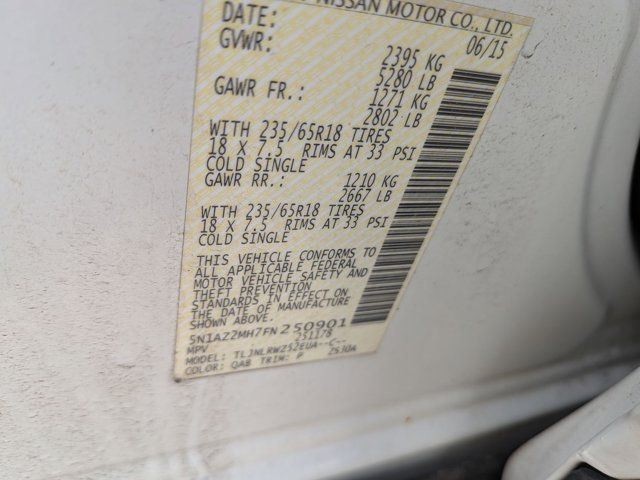 NISSAN MOTOR CO., LTD.
DATE: 06/15
GVWR: 2395 KG
5280 LB
GAWR FR.: 1271 KG
2802 LB
WITH 235/65R18 TIRES
18 X 7.5 RIMS AT 33 PSI
COLD SINGLE
GAWR RR.: 1210 KG
2667 LB
WITH 235/65R18 TIRES
18 X 7.5 RIMS AT 33 PSI
COLD SINGLE
THIS VEHICLE CONFORMS TO
ALL APPLICABLE FEDERAL
MOTOR VEHICLE SAFETY AND
THEFT PREVENTION
STANDARDS IN EFFECT ON
THE DATE OF MANUFACTURE
SHOWN ABOVE.
5N1AZ2MH7FN250901
MPV 251178
MODEL: TLJNLRWZ52EUA--C--
COLOR: QAB TRIM: P ZSJOA